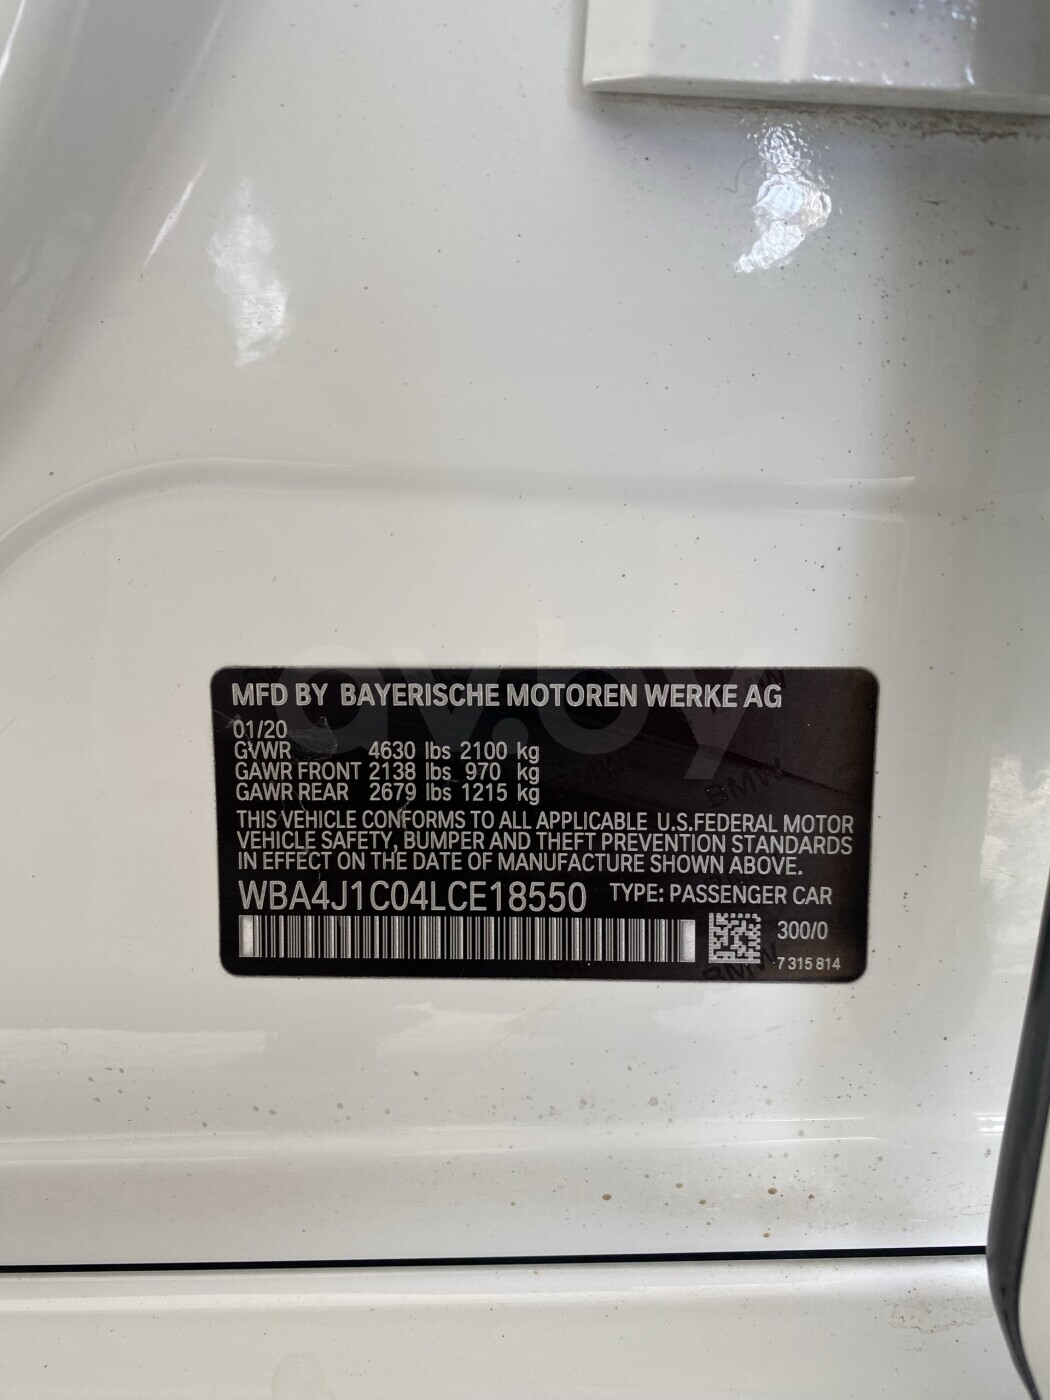 av.by
MFD BY BAYERISCHE MOTOREN WERKE AG
01/20
GVWR 4630 lbs 2100 kg
GAWR FRONT 2138 lbs 970 kg
GAWR REAR 2679 lbs 1215 kg
THIS VEHICLE CONFORMS TO ALL APPLICABLE U.S.FEDERAL MOTOR
VEHICLE SAFETY, BUMPER AND THEFT PREVENTION STANDARDS
IN EFFECT ON THE DATE OF MANUFACTURE SHOWN ABOVE.
WBA4J1C04LCE18550 TYPE: PASSENGER CAR
300/0
7 315 814
BMW
BMW